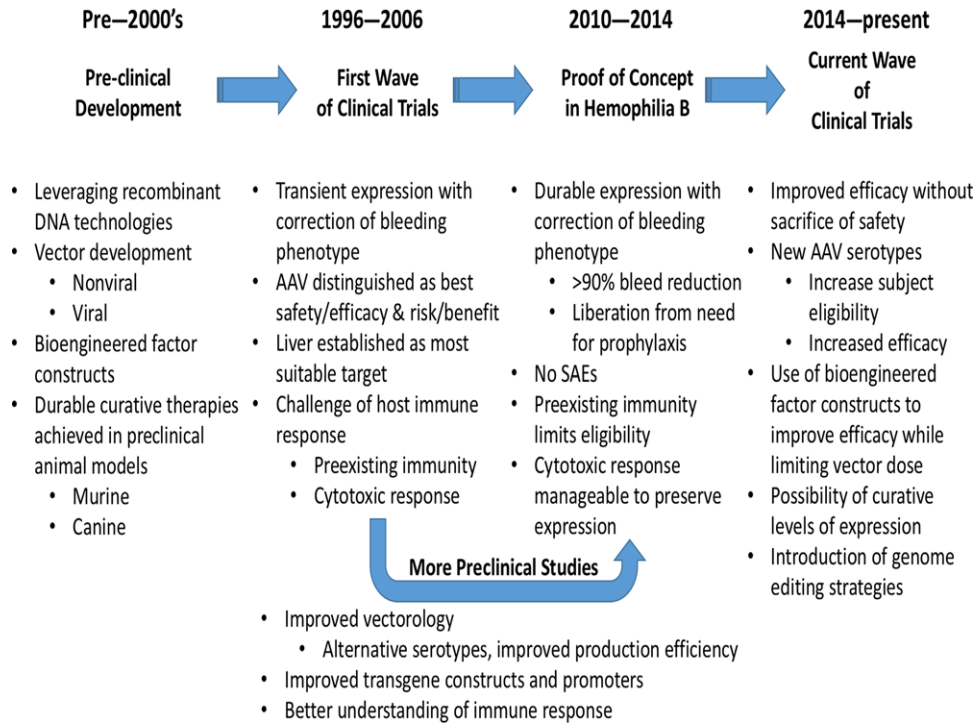 Pre—2000's
Pre-clinical
Development
• Leveraging recombinant
DNA technologies
• Vector development
• Nonviral
• Viral
• Bioengineered factor
constructs
• Durable curative therapies
achieved in preclinical
animal models
• Murine
• Canine
1996—2006
First Wave
of Clinical Trials
• Transient expression with
correction of bleeding
phenotype
• AAV distinguished as best
safety/efficacy & risk/benefit
• Liver established as most
suitable target
• Challenge of host immune
response
• Preexisting immunity
• Cytotoxic response
2010—2014
Proof of Concept
in Hemophilia B
• Durable expression with
correction of bleeding
phenotype
• >90% bleed reduction
• Liberation from need
for prophylaxis
• No SAEs
• Preexisting immunity
limits eligibility
• Cytotoxic response
manageable to preserve
expression
2014—present
Current Wave
of
Clinical Trials
• Improved efficacy without
sacrifice of safety
• New AAV serotypes
• Increase subject
eligibility
• Increased efficacy
• Use of bioengineered
factor constructs to
improve efficacy while
limiting vector dose
• Possibility of curative
levels of expression
• Introduction of genome
editing strategies
More Preclinical Studies
• Improved vectorology
• Alternative serotypes, improved production efficiency
• Improved transgene constructs and promoters
• Better understanding of immune response